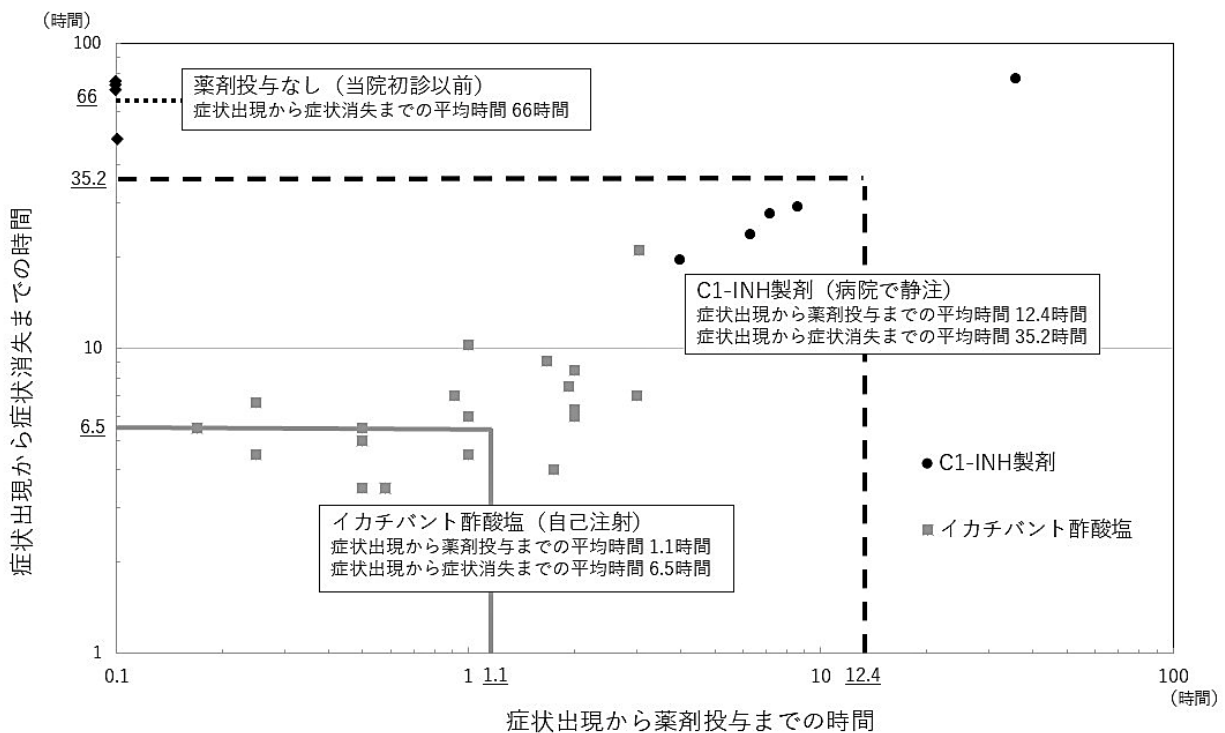 （時間）
100
66
薬剤投与なし（当院初診以前）
症状出現から症状消失までの平均時間 66時間
35.2
症状出現から症状消失までの時間
C1-INH製剤（病院で静注）
症状出現から薬剤投与までの平均時間 12.4時間
症状出現から症状消失までの平均時間 35.2時間
10
6.5
C1-INH製剤
イカチバント酢酸塩
イカチバント酢酸塩（自己注射）
症状出現から薬剤投与までの平均時間 1.1時間
症状出現から症状消失までの平均時間 6.5時間
1
0.1 1 1.1 10 12.4 100
（時間）
症状出現から薬剤投与までの時間